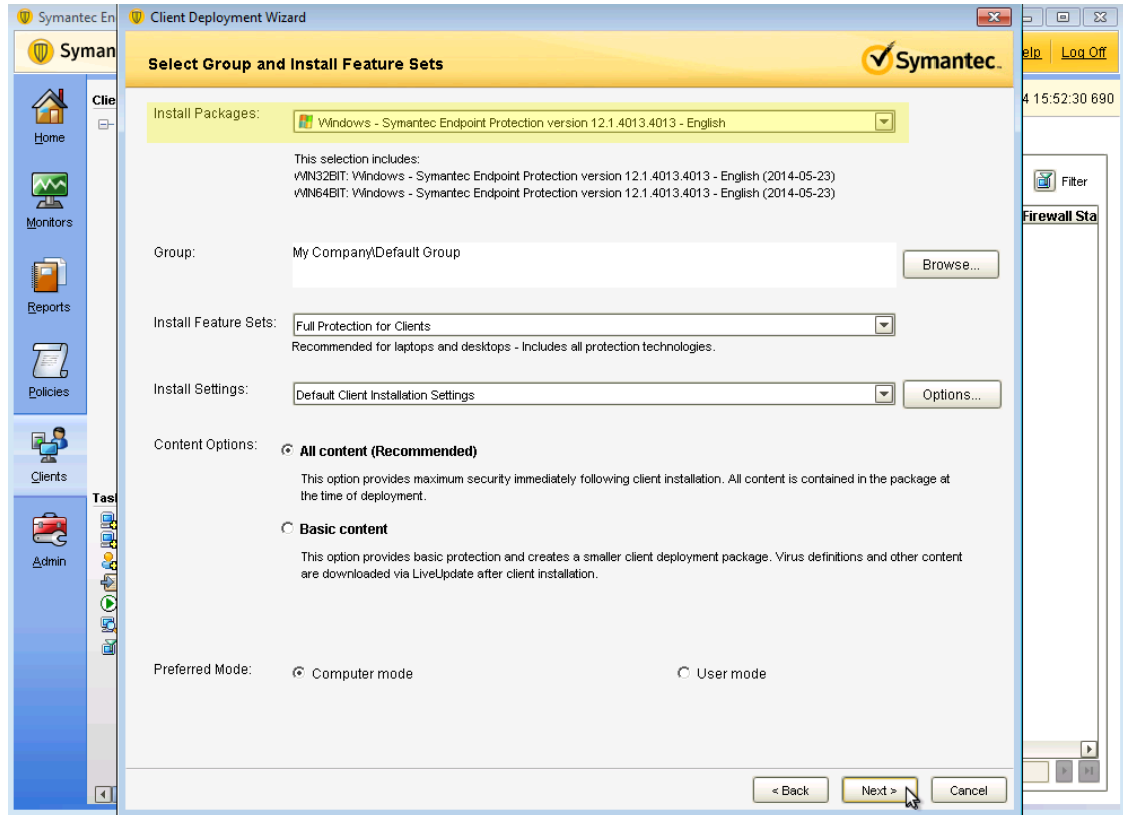 Symantec En
Client Deployment Wizard
Syman
Select Group and Install Feature Sets
Symantec.
elp Log Off
Clie
4 15:52:30 690
Home
Install Packages:
Windows - Symantec Endpoint Protection version 12.1.4013.4013 - English
This selection includes:
WIN32BIT: Windows - Symantec Endpoint Protection version 12.1.4013.4013 - English (2014-05-23)
WIN64BIT: Windows - Symantec Endpoint Protection version 12.1.4013.4013 - English (2014-05-23)
Filter
Monitors
Firewall Sta
Group:
My Company\Default Group
Browse...
Reports
Install Feature Sets:
Full Protection for Clients
Recommended for laptops and desktops - Includes all protection technologies.
Policies
Install Settings:
Default Client Installation Settings
Options...
Content Options:
All content (Recommended)
This option provides maximum security immediately following client installation. All content is contained in the package at
the time of deployment.
Clients
Tasl
Basic content
This option provides basic protection and creates a smaller client deployment package. Virus definitions and other content
are downloaded via LiveUpdate after client installation.
Admin
Preferred Mode:
Computer mode
User mode
< Back
Next >
Cancel